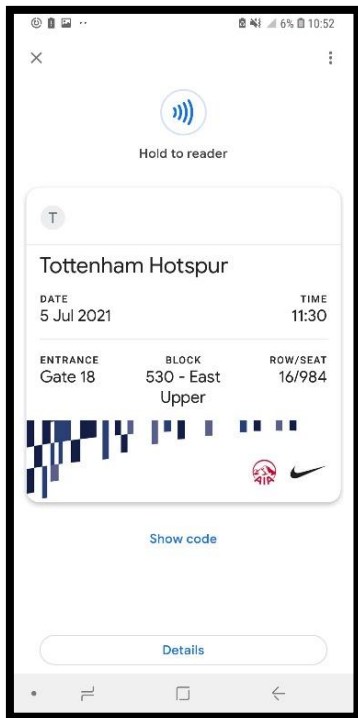 6% 10:52
Hold to reader
T
Tottenham Hotspur
DATE TIME
5 Jul 2021 11:30
ENTRANCE BLOCK ROW/SEAT
Gate 18 530 - East 16/984
Upper
AIA
Show code
Details